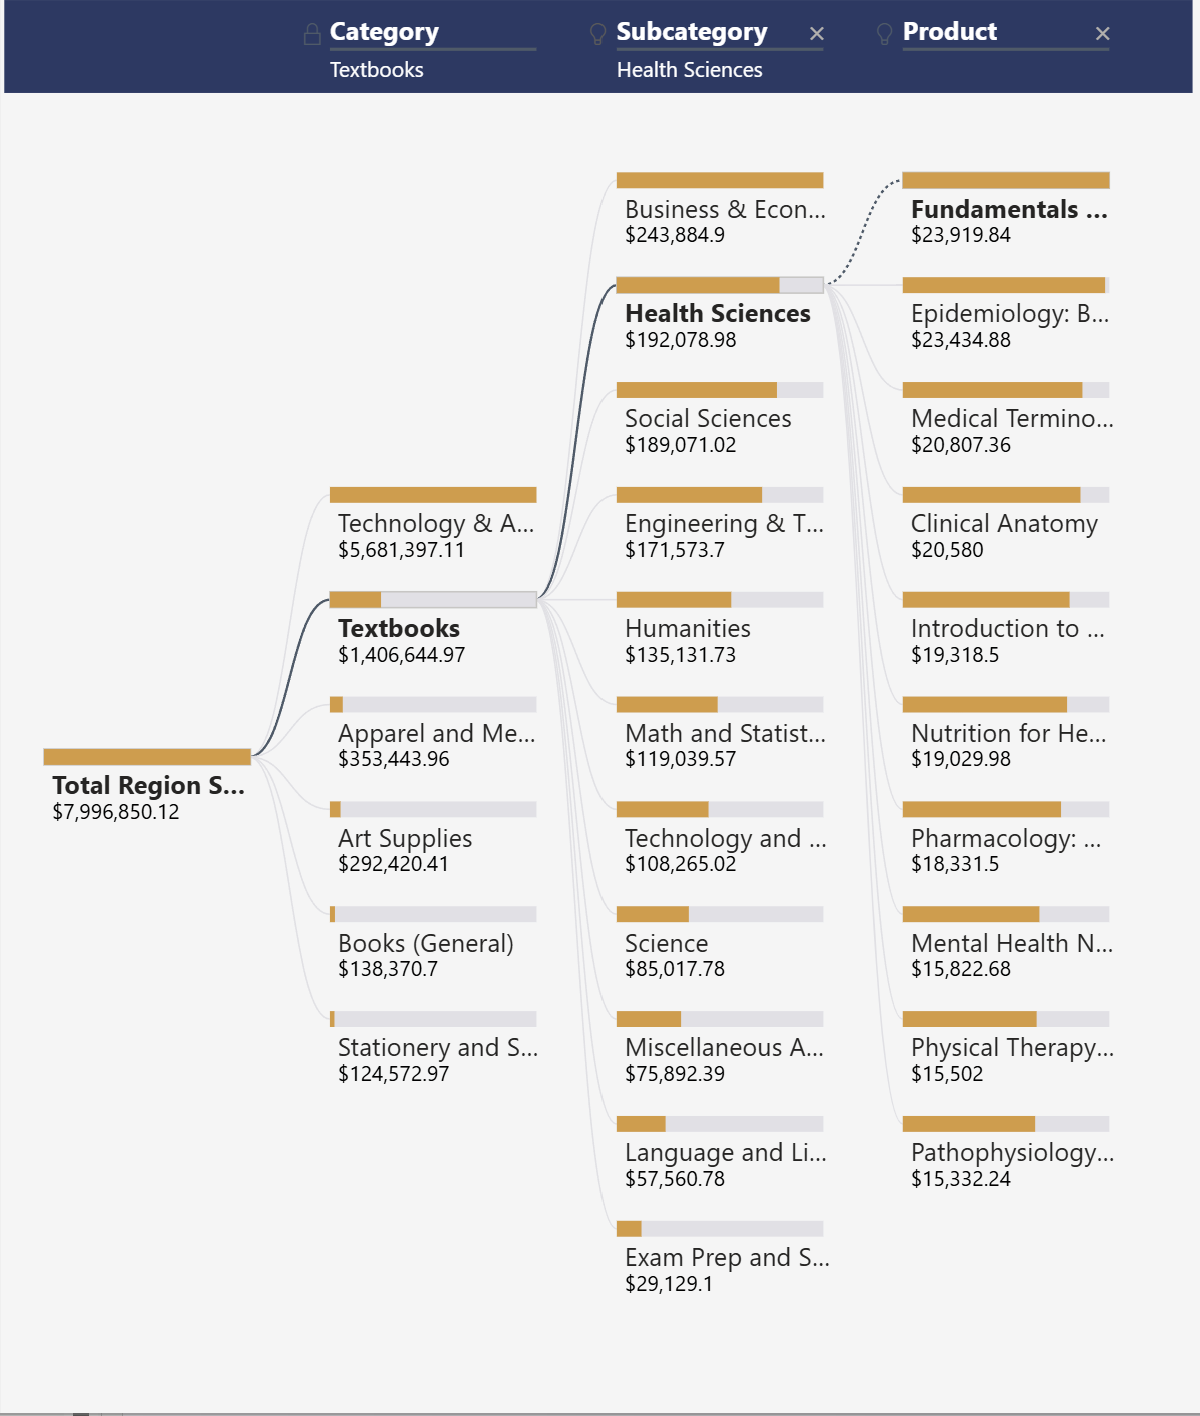 Category
Textbooks
Subcategory
Health Sciences
Product
Total Region S...
$7,996,850.12
Technology & A...
$5,681,397.11
Textbooks
$1,406,644.97
Apparel and Me...
$353,443.96
Art Supplies
$292,420.41
Books (General)
$138,370.7
Stationery and S...
$124,572.97
Business & Econ...
$243,884.9
Health Sciences
$192,078.98
Social Sciences
$189,071.02
Engineering & T...
$171,573.7
Humanities
$135,131.73
Math and Statist...
$119,039.57
Technology and ...
$108,265.02
Science
$85,017.78
Miscellaneous A...
$75,892.39
Language and Li...
$57,560.78
Exam Prep and S...
$29,129.1
Fundamentals ...
$23,919.84
Epidemiology: B...
$23,434.88
Medical Termino...
$20,807.36
Clinical Anatomy
$20,580
Introduction to ...
$19,318.5
Nutrition for He...
$19,029.98
Pharmacology: ...
$18,331.5
Mental Health N...
$15,822.68
Physical Therapy...
$15,502
Pathophysiology...
$15,332.24